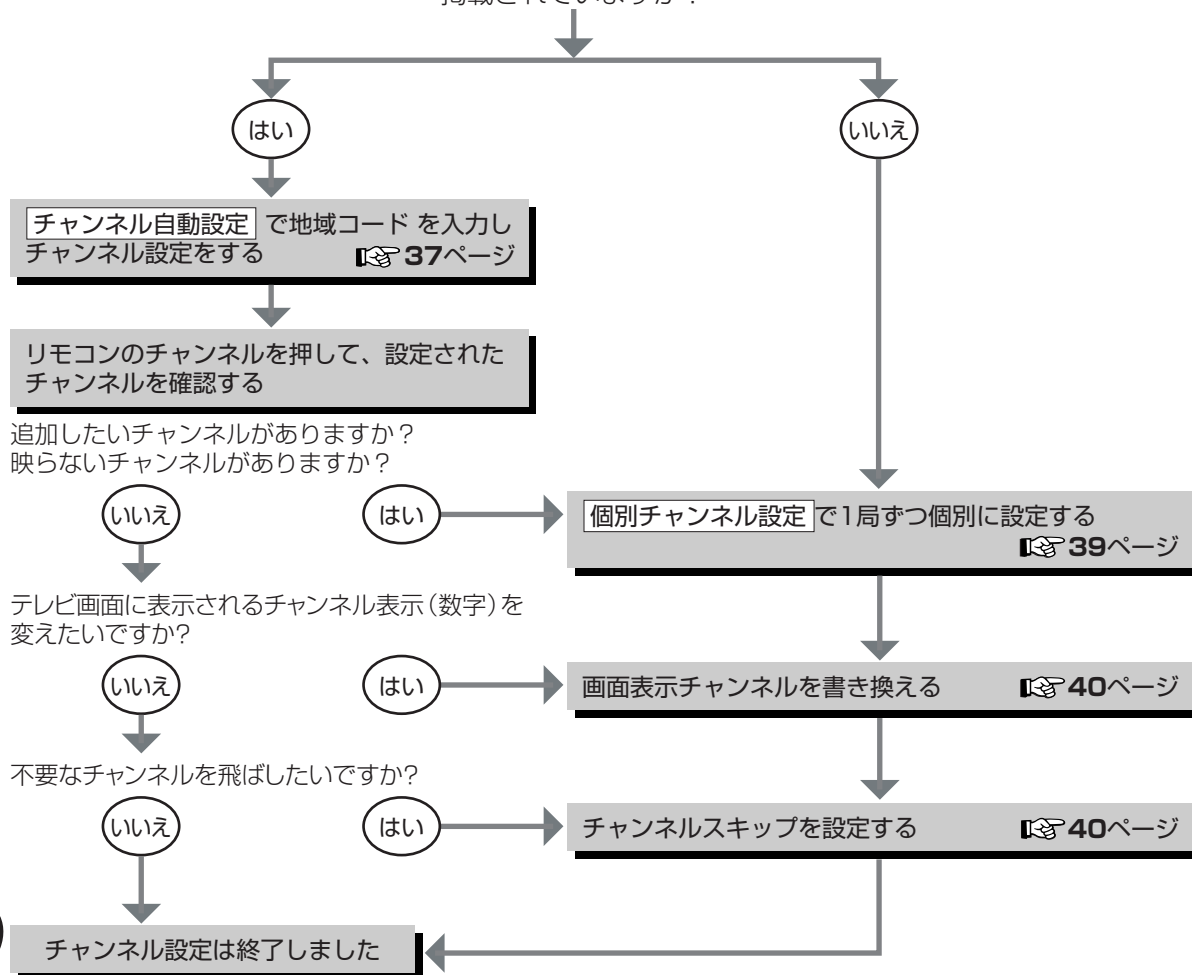 掲載されていますか？
はい
いいえ
チャンネル自動設定 で地域コード を入力し
チャンネル設定をする 37ページ
リモコンのチャンネルを押して、設定された
チャンネルを確認する
追加したいチャンネルがありますか？
映らないチャンネルがありますか？
いいえ
はい
個別チャンネル設定 で1局ずつ個別に設定する
39ページ
テレビ画面に表示されるチャンネル表示（数字）を
変えたいですか?
いいえ
はい
画面表示チャンネルを書き換える 40ページ
不要なチャンネルを飛ばしたいですか?
いいえ
はい
チャンネルスキップを設定する 40ページ
チャンネル設定は終了しました